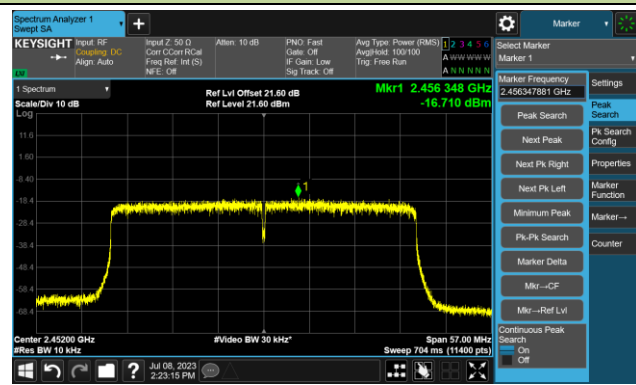 Spectrum Analyzer 1
Swept SA
Marker
KEYSIGHT
Input: RF
Coupling: DC
Align: Auto
Input Z: 50 Ω
Corr CCorr RCal
Freq Ref: Int (S)
NFE: Off
Atten: 10 dB
PNO: Fast
Gate: Off
IF Gain: Low
Sig Track: Off
Avg Type: Power (RMS)
Avg|Hold: 100/100
Trig: Free Run
1 2 3 4 5 6
A W W W W W
A N N N N N
LXI
Select Marker
Marker 1
1 Spectrum
Scale/Div 10 dB
Log
Ref Lvl Offset 21.60 dB
Ref Level 21.60 dBm
Mkr1 2.456 348 GHz
-16.710 dBm
11.6
1.60
-8.40
-18.4
-28.4
-38.4
-48.4
-58.4
-68.4
1
Center 2.45200 GHz
#Res BW 10 kHz
#Video BW 30 kHz*
Span 57.00 MHz
Sweep 704 ms (11400 pts)
Marker Frequency
2.456347881 GHz
Peak Search
Next Peak
Next Pk Right
Next Pk Left
Minimum Peak
Pk-Pk Search
Marker Delta
Mkr→CF
Mkr→Ref Lvl
Continuous Peak
Search
On
Off
Settings
Peak
Search
Pk Search
Config
Properties
Marker
Function
Marker→
Counter
Jul 08, 2023
2:23:15 PM